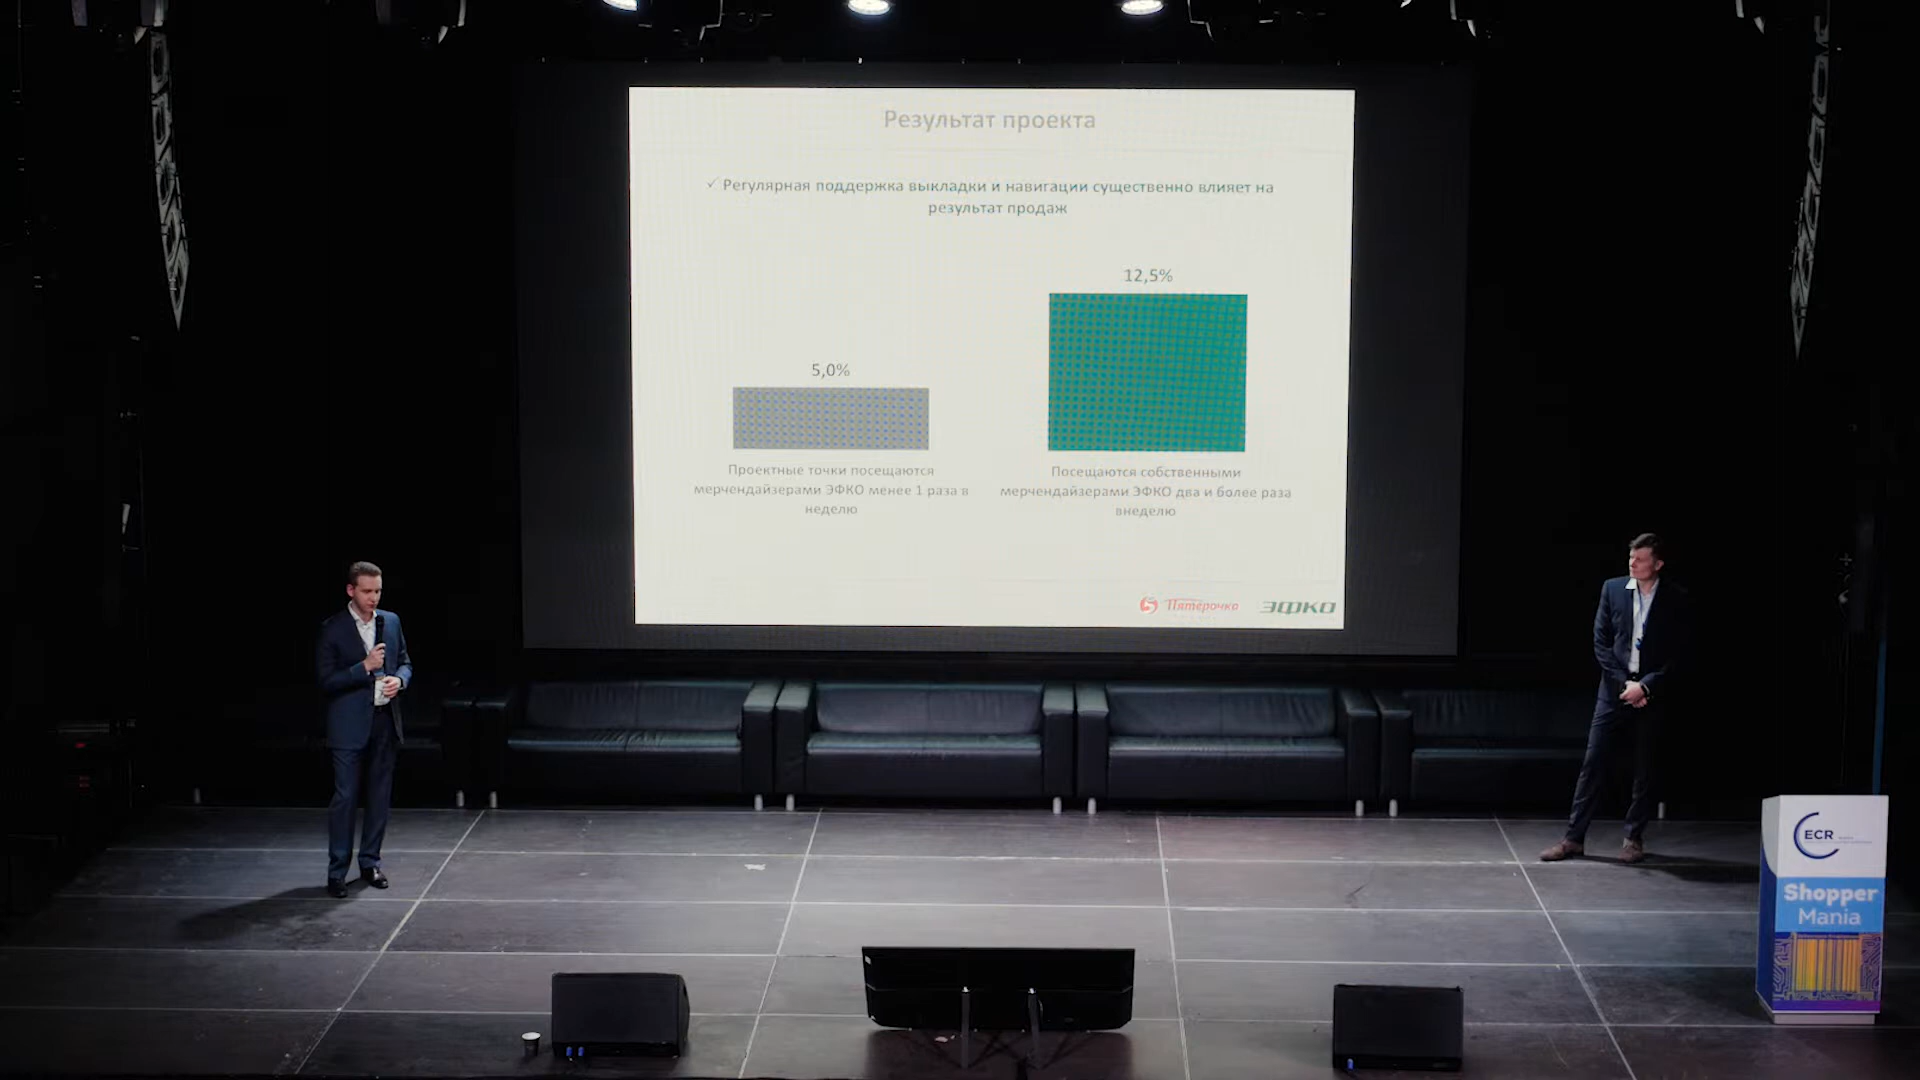 Результат проекта
✓ Регулярная поддержка выкладки и навигации существенно влияет на
результат продаж
12,5%
5,0%
Проектные точки посещаются
мерчендайзерами ЭФКО менее 1 раза в
неделю
Посещаются собственными
мерчендайзерами ЭФКО два и более раза
внеделю
5 Пятёрочка
ЭФКО
ECR
Shopper
Mania